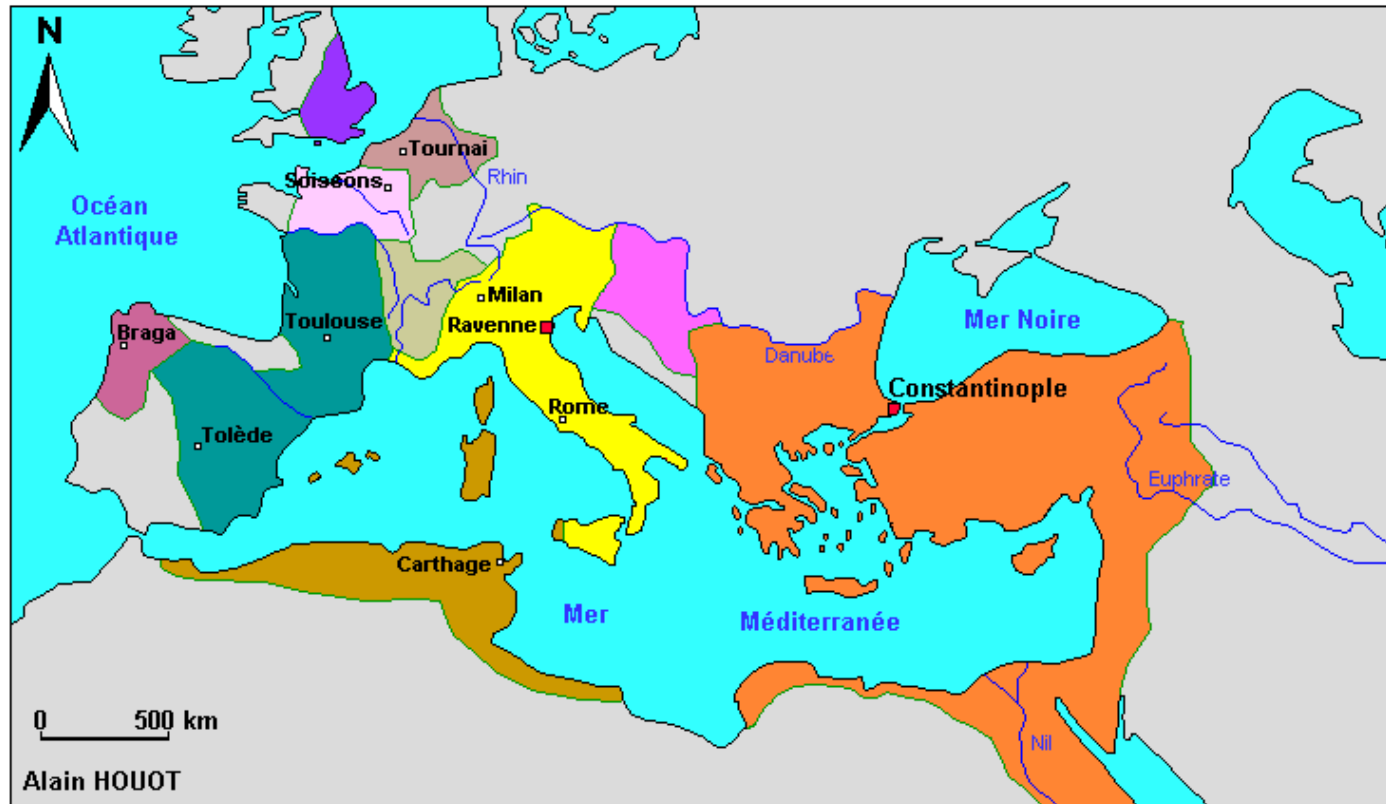 N
Tournai
Soissons
Rhin
Océan
Atlantique
Milan
Braga
Toulouse
Ravenne
Mer Noire
Danube
Constantinople
Rome
Tolède
Euphrate
Carthage
Mer
Méditerranée
0 500 km
Nil
Alain HOUOT